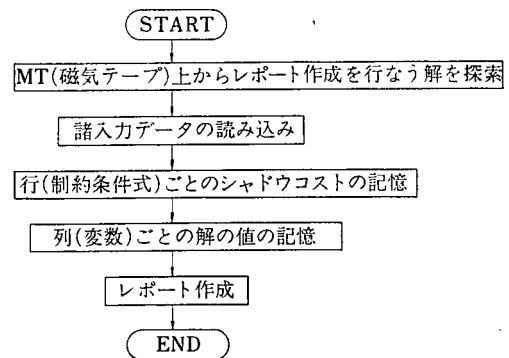 START
MT(磁気テープ)上からレポート作成を行なう解を探索
諸入力データの読み込み
行(制約条件式)ごとのシャドウコストの記憶
列(変数)ごとの解の値の記憶
レポート作成
END